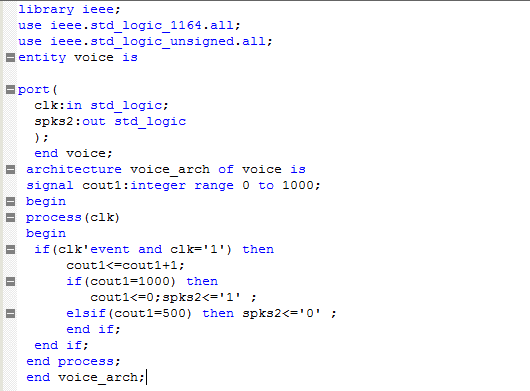 library ieee;
use ieee.std_logic_1164.all;
use ieee.std_logic_unsigned.all;
entity voice is
port(
clk:in std_logic;
spks2:out std_logic
);
end voice;
architecture voice_arch of voice is
signal cout1:integer range 0 to 1000;
begin
process(clk)
begin
if(clk'event and clk='1') then
cout1<=cout1+1;
if(cout1=1000) then
cout1<=0;spks2<='1' ;
elsif(cout1=500) then spks2<='0' ;
end if;
end if;
end process;
end voice_arch;